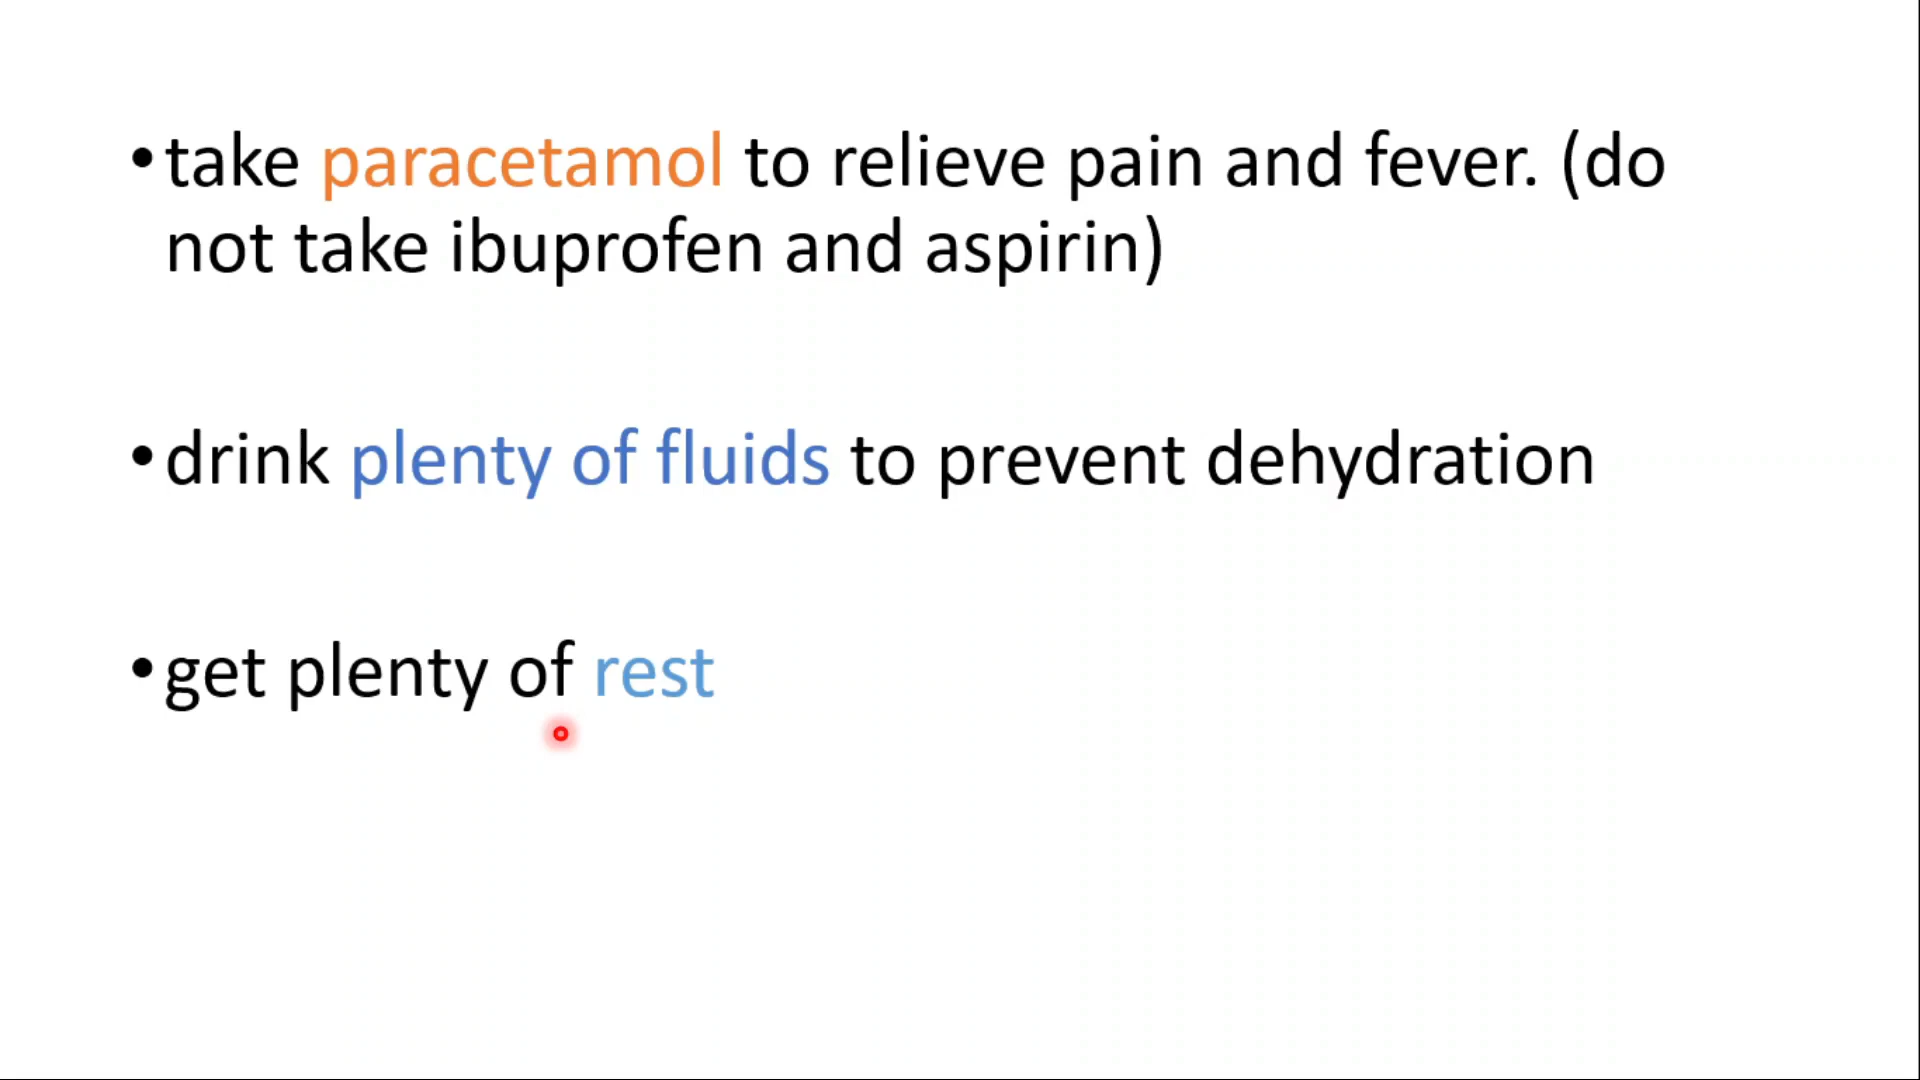 •take paracetamol to relieve pain and fever. (do
not take ibuprofen and aspirin)
•drink plenty of fluids to prevent dehydration
•get plenty of rest